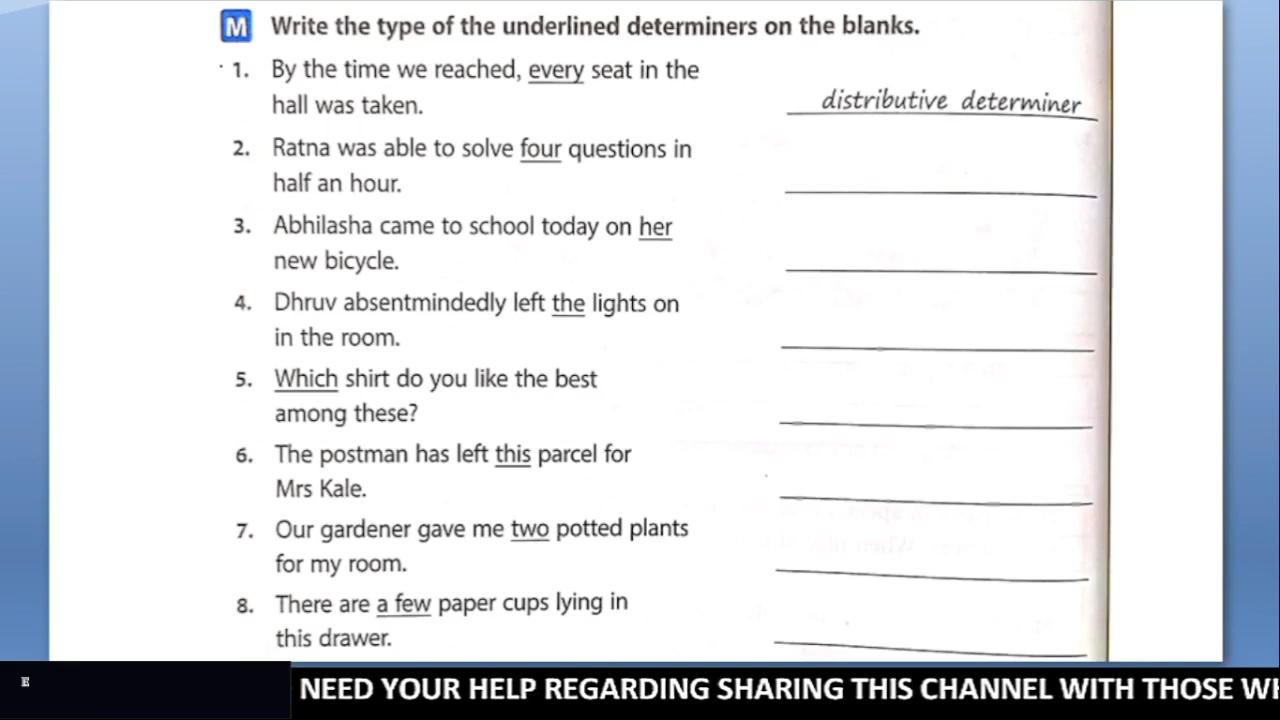 M Write the type of the underlined determiners on the blanks.
1. By the time we reached, every seat in the
hall was taken. distributive determiner
2. Ratna was able to solve four questions in
half an hour.
3. Abhilasha came to school today on her
new bicycle.
4. Dhruv absentmindedly left the lights on
in the room.
5. Which shirt do you like the best
among these?
6. The postman has left this parcel for
Mrs Kale.
7. Our gardener gave me two potted plants
for my room.
8. There are a few paper cups lying in
this drawer.
E
NEED YOUR HELP REGARDING SHARING THIS CHANNEL WITH THOSE